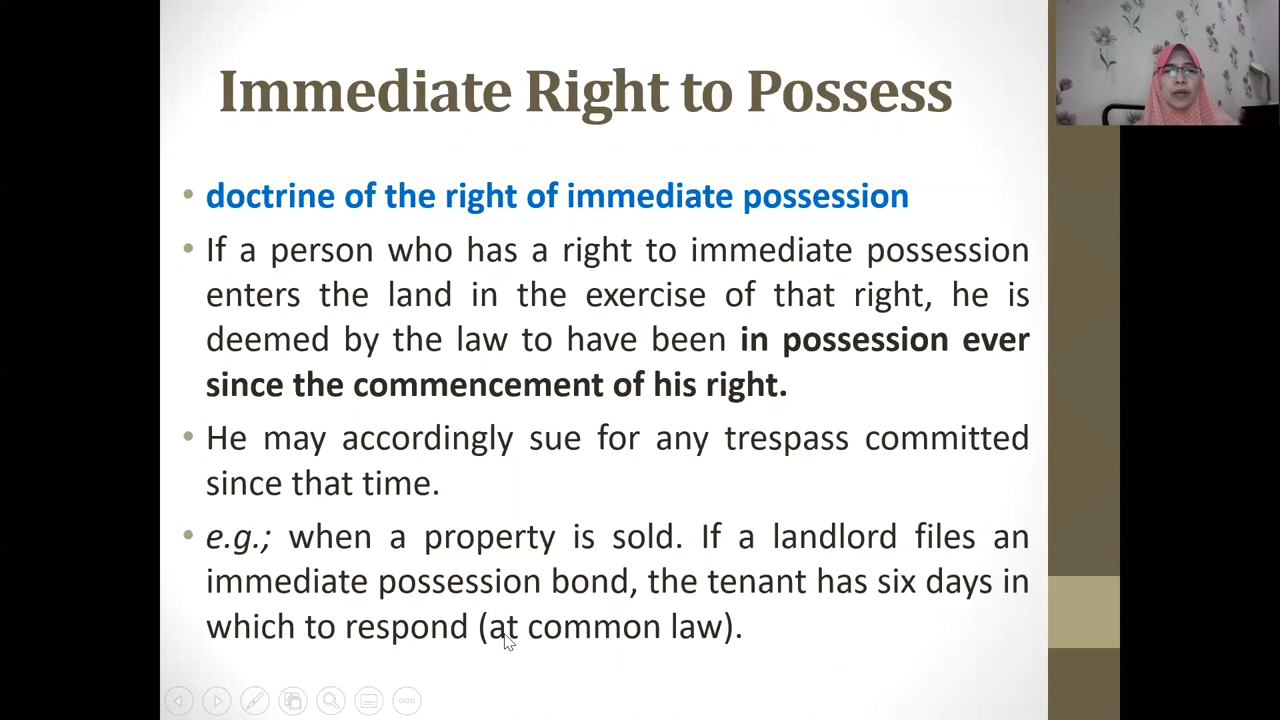 Immediate Right to Possess
• doctrine of the right of immediate possession
• If a person who has a right to immediate possession
enters the land in the exercise of that right, he is
deemed by the law to have been in possession ever
since the commencement of his right.
• He may accordingly sue for any trespass committed
since that time.
• e.g.; when a property is sold. If a landlord files an
immediate possession bond, the tenant has six days in
which to respond (at common law).